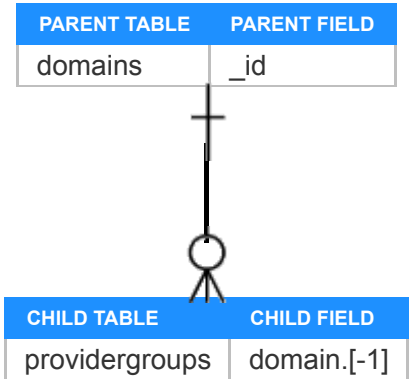 PARENT TABLE PARENT FIELD
domains _id
CHILD TABLE CHILD FIELD
providergroups domain.[-1]